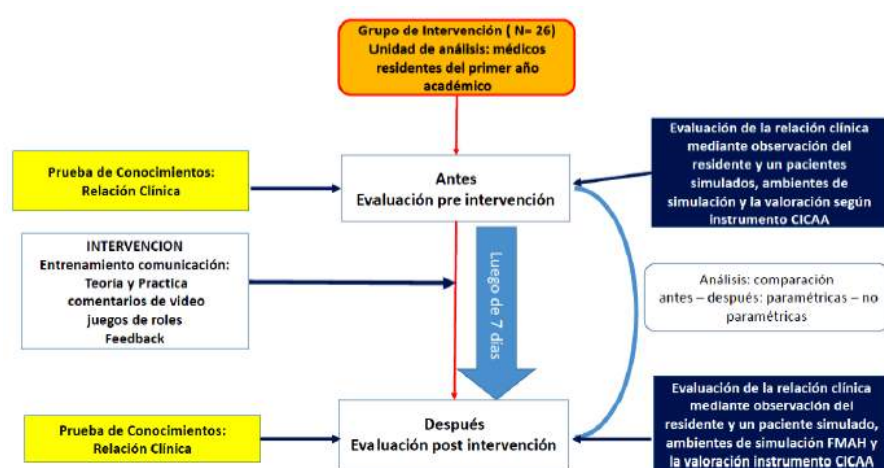 Grupo de Intervención ( N= 26)
Unidad de análisis: médicos
residentes del primer año
académico
Prueba de Conocimientos:
Relación Clínica
Antes
Evaluación pre intervención
Evaluación de la relación clínica
mediante observación del
residente y un pacientes
simulados, ambientes de
simulación y la valoración según
instrumento CICAA
INTERVENCION
Entrenamiento comunicación:
Teoría y Practica
comentarios de video
juegos de roles
Feedback
Luego de 7 días
Análisis: comparación
antes – después: paramétricas – no
paramétricas
Prueba de Conocimientos:
Relación Clínica
Después
Evaluación post intervención
Evaluación de la relación clínica
mediante observación del
residente y un paciente simulado,
ambientes de simulación FMAH y
la valoración instrumento CICAA